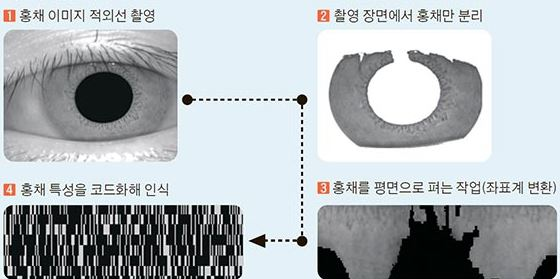 1 홍채 이미지 적외선 촬영
2 촬영 장면에서 홍채만 분리
3 홍채를 평면으로 펴는 작업(좌표계 변환)
4 홍채 특성을 코드화해 인식